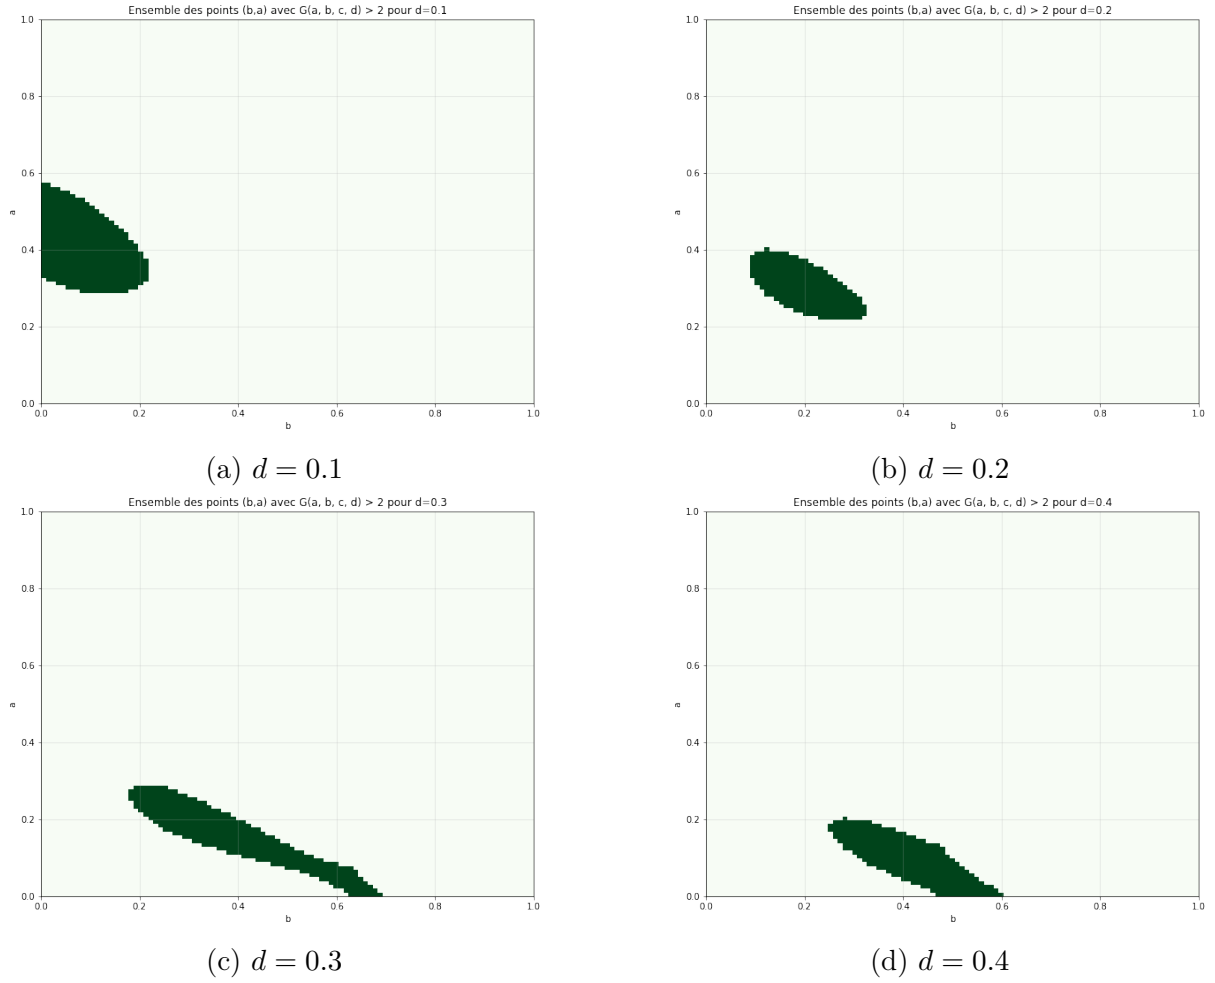 Ensemble des points (b,a) avec G(a, b, c, d) > 2 pour d=0.1
1.0
0.8
0.6
0.4
0.2
0.0
a
0.0 0.2 0.4 0.6 0.8 1.0
b
(a) d = 0.1
Ensemble des points (b,a) avec G(a, b, c, d) > 2 pour d=0.2
1.0
0.8
0.6
0.4
0.2
0.0
a
0.0 0.2 0.4 0.6 0.8 1.0
b
(b) d = 0.2
Ensemble des points (b,a) avec G(a, b, c, d) > 2 pour d=0.3
1.0
0.8
0.6
0.4
0.2
0.0
a
0.0 0.2 0.4 0.6 0.8 1.0
b
(c) d = 0.3
Ensemble des points (b,a) avec G(a, b, c, d) > 2 pour d=0.4
1.0
0.8
0.6
0.4
0.2
0.0
a
0.0 0.2 0.4 0.6 0.8 1.0
b
(d) d = 0.4